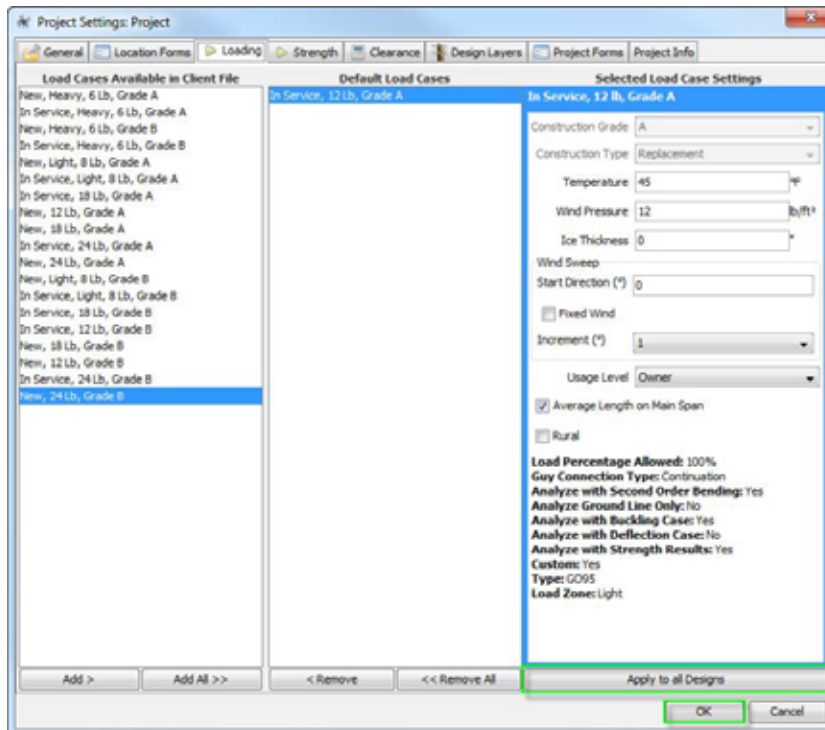 Project Settings: Project
General Location Forms Loading Strength Clearance Design Layers Project Forms Project Info
Load Cases Available in Client File
New, Heavy, 6 Lb, Grade A
In Service, Heavy, 6 Lb, Grade A
New, Heavy, 6 Lb, Grade B
In Service, Heavy, 6 Lb, Grade B
New, Light, 8 Lb, Grade A
In Service, Light, 8 Lb, Grade A
In Service, 18 Lb, Grade A
New, 12 Lb, Grade A
New, 18 Lb, Grade A
In Service, 24 Lb, Grade A
New, 24 Lb, Grade A
New, Light, 8 Lb, Grade B
In Service, Light, 8 Lb, Grade B
In Service, 18 Lb, Grade B
In Service, 12 Lb, Grade B
New, 18 Lb, Grade B
New, 12 Lb, Grade B
In Service, 24 Lb, Grade B
New, 24 Lb, Grade B
Add > Add All >>
Default Load Cases
In Service, 12 Lb, Grade A
< Remove << Remove All
Selected Load Case Settings
In Service, 12 lb, Grade A
Construction Grade A
Construction Type Replacement
Temperature 45 °F
Wind Pressure 12 lb/ft²
Ice Thickness 0 "
Wind Sweep
Start Direction (°) 0
Fixed Wind
Increment (°) 1
Usage Level Owner
Average Length on Main Span
Rural
Load Percentage Allowed: 100%
Guy Connection Type: Continuation
Analyze with Second Order Bending: Yes
Analyze Ground Line Only: No
Analyze with Buckling Case: Yes
Analyze with Deflection Case: No
Analyze with Strength Results: Yes
Custom: Yes
Type: GO95
Load Zone: Light
Apply to all Designs
OK Cancel